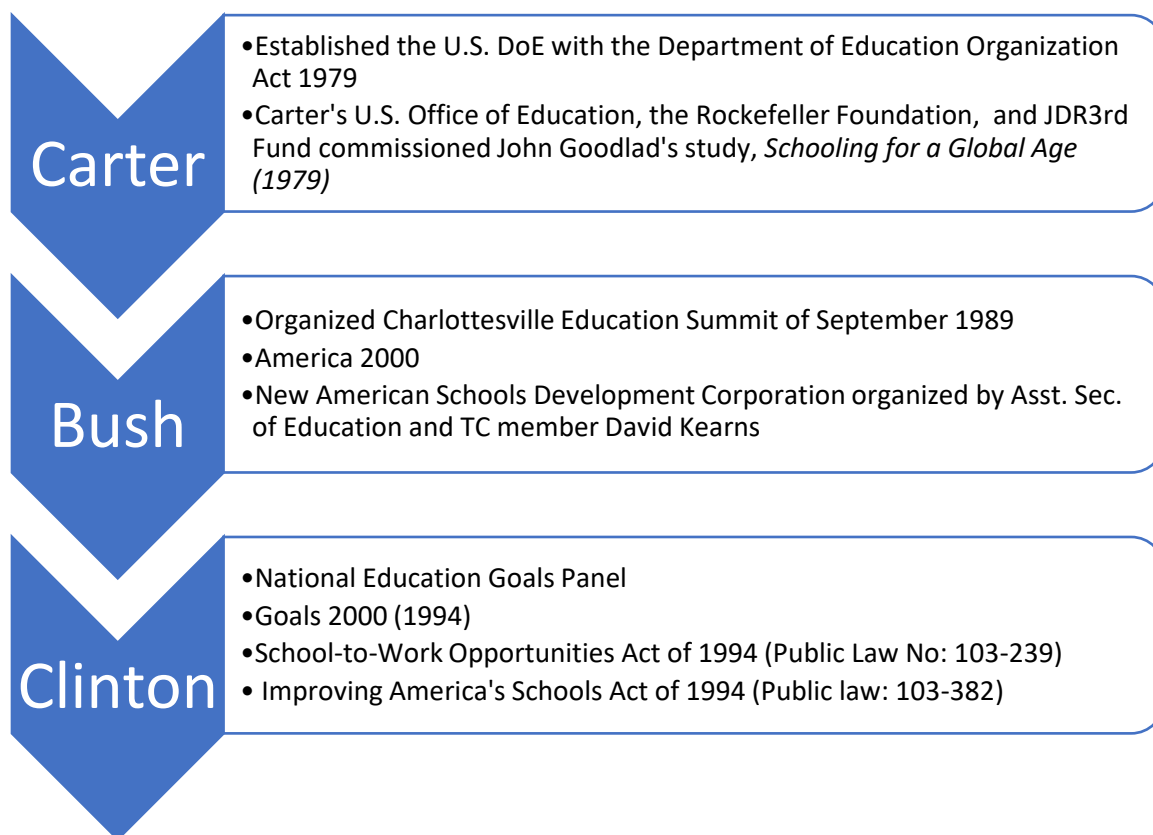 Carter
•Established the U.S. DoE with the Department of Education Organization
Act 1979
•Carter's U.S. Office of Education, the Rockefeller Foundation,  and JDR3rd
Fund commissioned John Goodlad's study, Schooling for a Global Age
(1979)
Bush
•Organized Charlottesville Education Summit of September 1989
•America 2000
•New American Schools Development Corporation organized by Asst. Sec.
of Education and TC member David Kearns
Clinton
•National Education Goals Panel
•Goals 2000 (1994)
•School-to-Work Opportunities Act of 1994 (Public Law No: 103-239)
• Improving America's Schools Act of 1994 (Public law: 103-382)